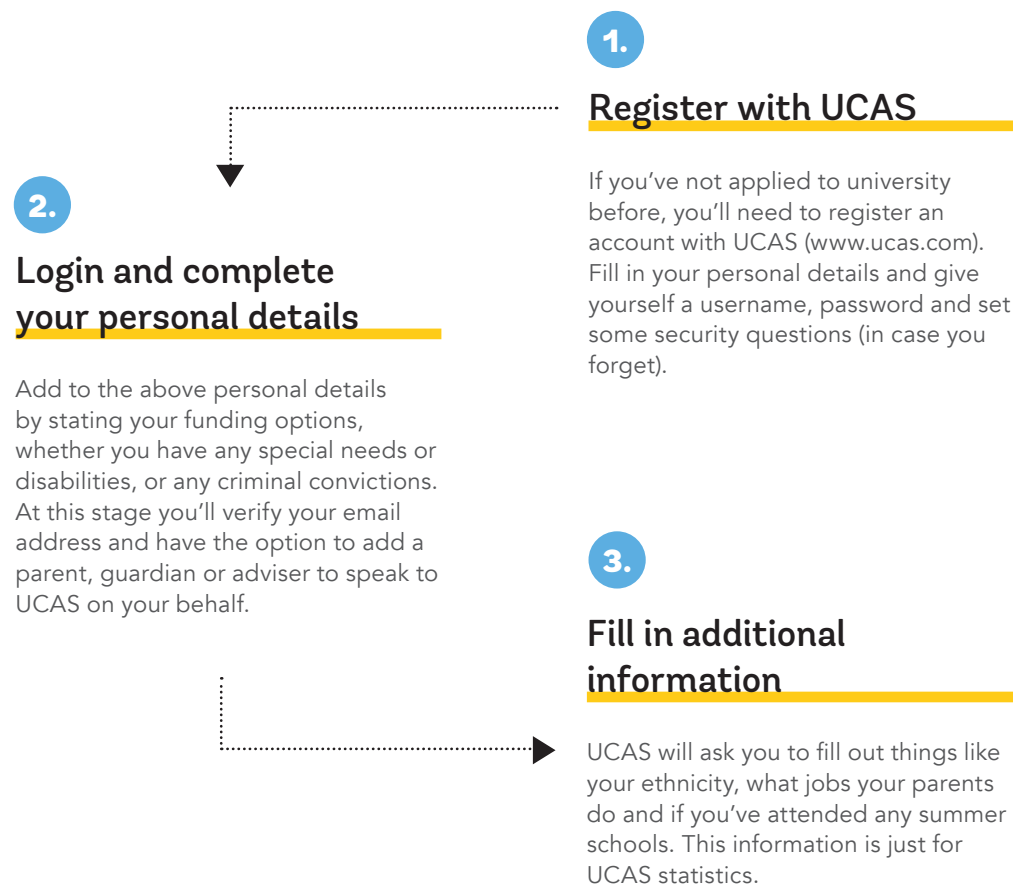 1.
Register with UCAS
If you’ve not applied to university
before, you’ll need to register an
account with UCAS (www.ucas.com).
Fill in your personal details and give
yourself a username, password and set
some security questions (in case you
forget).
2.
Login and complete
your personal details
Add to the above personal details
by stating your funding options,
whether you have any special needs or
disabilities, or any criminal convictions.
At this stage you’ll verify your email
address and have the option to add a
parent, guardian or adviser to speak to
UCAS on your behalf.
3.
Fill in additional
information
UCAS will ask you to fill out things like
your ethnicity, what jobs your parents
do and if you’ve attended any summer
schools. This information is just for
UCAS statistics.